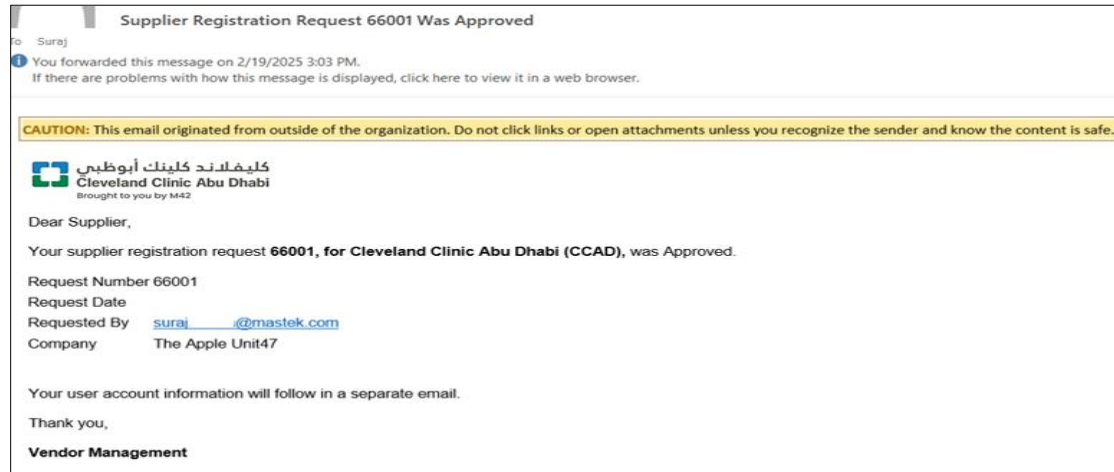 Supplier Registration Request 66001 Was Approved
To Suraj
You forwarded this message on 2/19/2025 3:03 PM.
If there are problems with how this message is displayed, click here to view it in a web browser.
CAUTION: This email originated from outside of the organization. Do not click links or open attachments unless you recognize the sender and know the content is safe.
كليفلاند كلينك أبوظبي
Cleveland Clinic Abu Dhabi
Brought to you by M42
Dear Supplier,
Your supplier registration request 66001, for Cleveland Clinic Abu Dhabi (CCAD), was Approved.
Request Number 66001
Request Date
Requested By suraj @mastek.com
Company The Apple Unit47
Your user account information will follow in a separate email.
Thank you,
Vendor Management